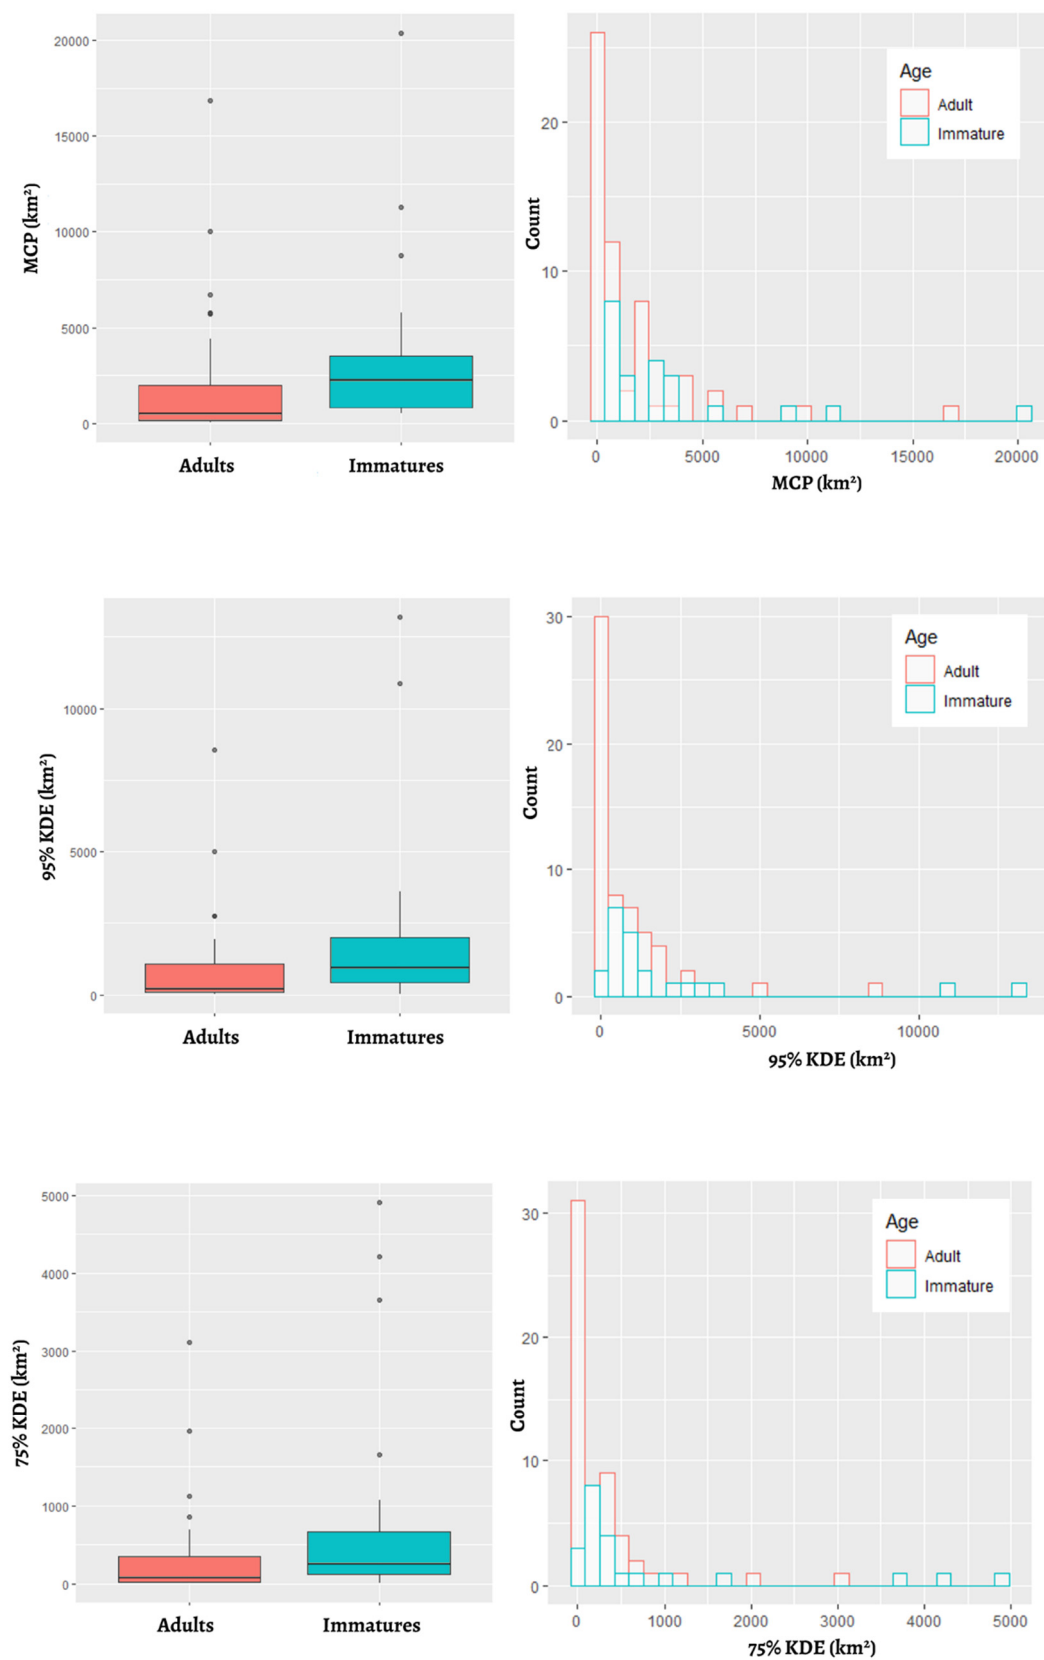 MCP (km²)
20000
15000
10000
5000
0
Adults
Immatures
Count
20
10
0
Age
Adult
Immature
0
5000
10000
15000
20000
MCP (km²)
95% KDE (km²)
10000
5000
0
Adults
Immatures
Count
30
20
10
0
Age
Adult
Immature
0
5000
10000
95% KDE (km²)
75% KDE (km²)
5000
4000
3000
2000
1000
0
Adults
Immatures
Count
30
20
10
0
Age
Adult
Immature
0
1000
2000
3000
4000
5000
75% KDE (km²)